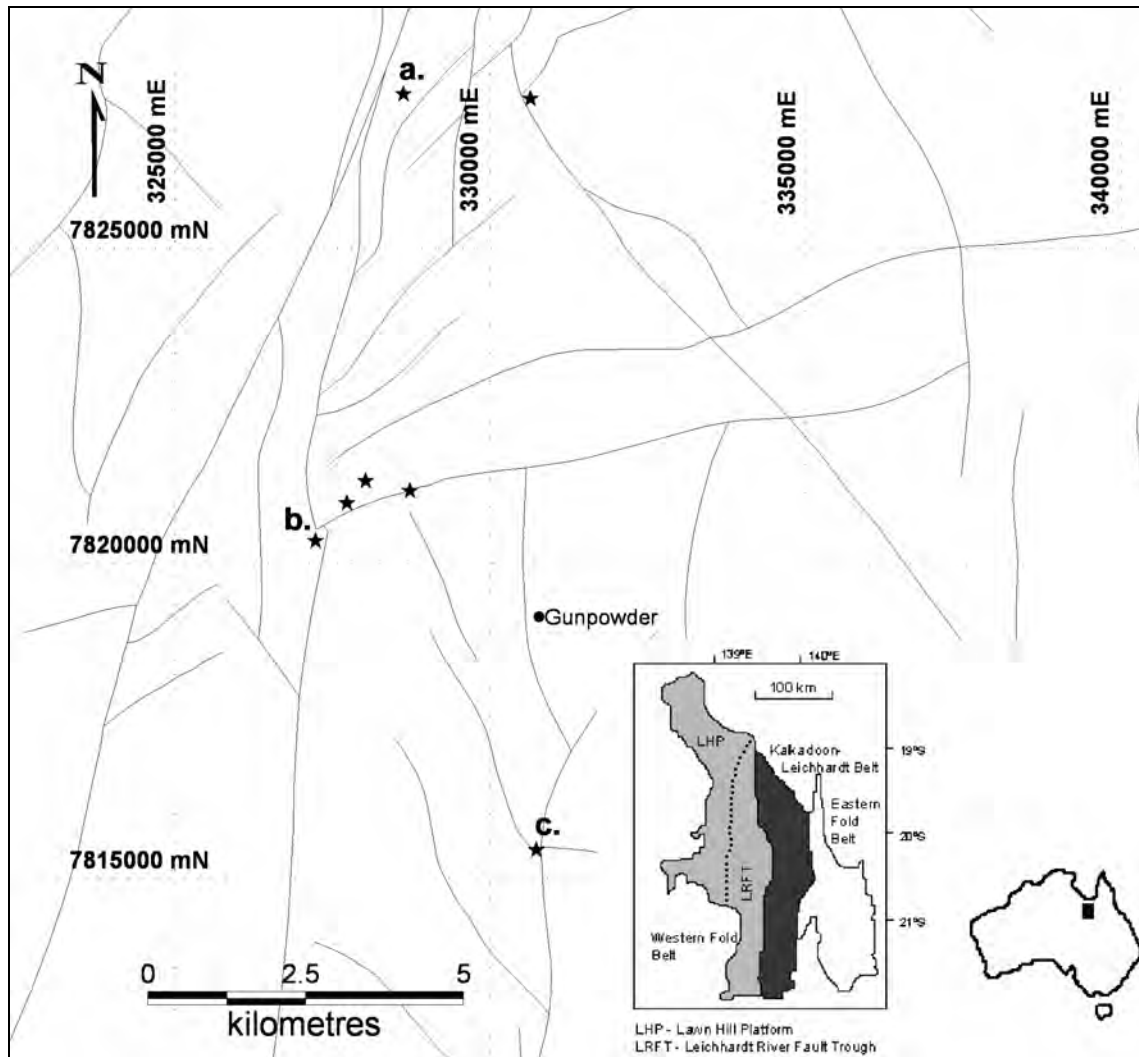 N
a.
325000 mE
330000 mE
335000 mE
340000 mE
7825000 mN
b.
7820000 mN
Gunpowder
c.
7815000 mN
0 2.5 5
kilometres
139°E 140°E
100 km
LHP
Kalkadoon-
Leichhardt Belt
19°S
Eastern
Fold
Belt
20°S
LRFT
21°S
Western Fold
Belt
LHP - Lawn Hill Platform
LRFT - Leichhardt River Fault Trough